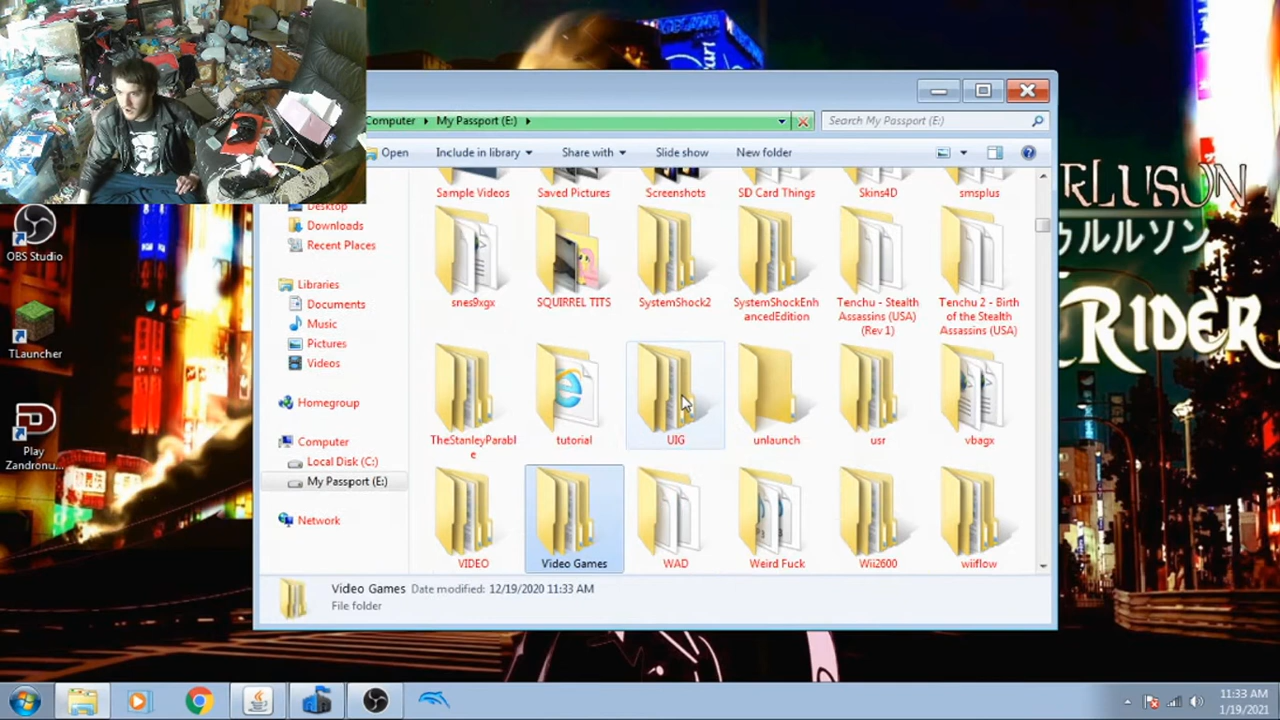 Computer ▸ My Passport (E:) ▸
Search My Passport (E:)
Open
Include in library
Share with
Slide show
New folder
Sample Videos
Saved Pictures
Screenshots
SD Card Things
Skins4D
smsplus
Desktop
Downloads
Recent Places
Libraries
Documents
Music
Pictures
Videos
Homegroup
Computer
Local Disk (C:)
My Passport (E:)
Network
snes9xgx
SQUIRREL TITS
SystemShock2
SystemShockEnh
ancedEdition
Tenchu - Stealth
Assassins (USA)
(Rev 1)
Tenchu 2 - Birth
of the Stealth
Assassins (USA)
TheStanleyParabl
e
tutorial
UIG
unlaunch
usr
vbagx
VIDEO
Video Games
WAD
Weird Fuck
Wii2600
wiiflow
Video Games
Date modified: 12/19/2020 11:33 AM
File folder
OBS Studio
TLauncher
Play
Zandronu...
RLUSON
ゥルルソン
RIDER
11:33 AM
1/19/2021